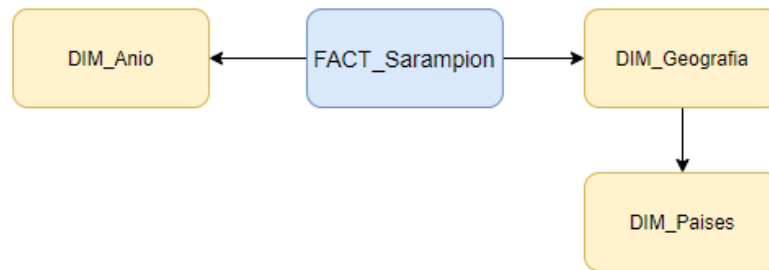 DIM_Anio
FACT_Sarampion
DIM_Geografia
DIM_Paises